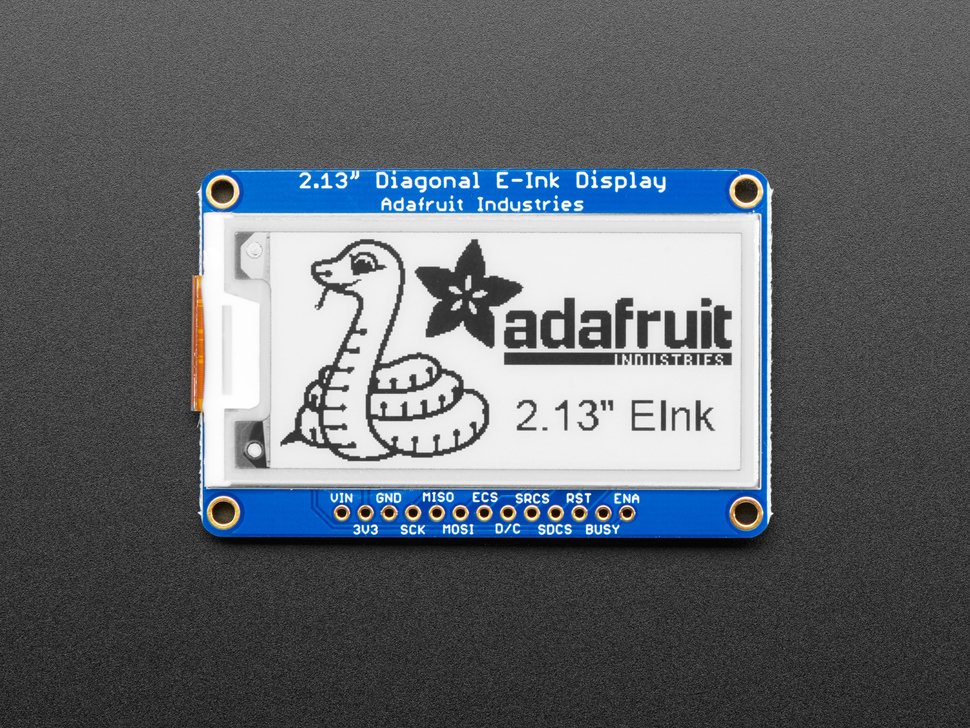 2.13" Diagonal E-Ink Display
Adafruit Industries
adafruit
INDUSTRIES
2.13" EInk
VIN GND MISO ECS SRCS RST ENA
3V3 SCK MOSI D/C SDCS BUSY